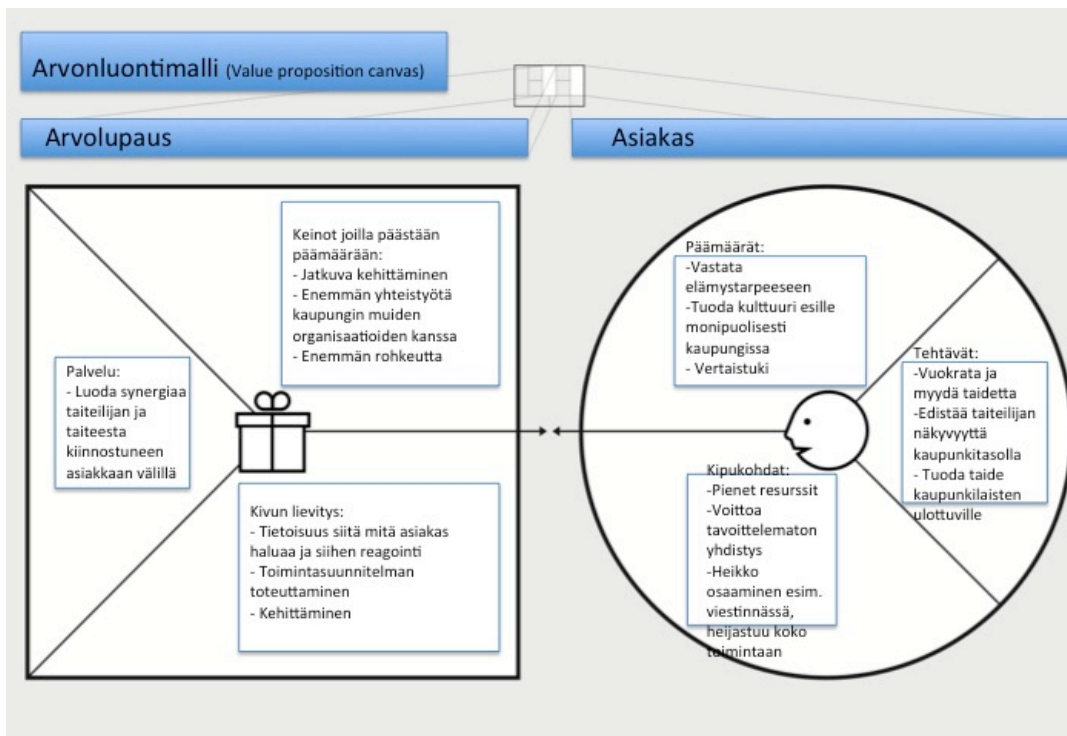 Arvonluontimalli (Value proposition canvas)
Arvolupaus
Asiakas
Keinot joilla päästään
päämäärään:
- Jatkuva kehittäminen
- Enemmän yhteistyötä
kaupungin muiden
organisaatioiden kanssa
- Enemmän rohkeutta
Palvelu:
- Luoda synergiaa
taiteilijan ja
taiteesta
kiinnostuneen
asiakkaan välillä
Kivun lievitys:
- Tietoisuus siitä mitä asiakas
haluaa ja siihen reagointi
- Toimintasuunnitelman
toteuttaminen
- Kehittäminen
Päämäärät:
-Vastata
elämystarpeeseen
-Tuoda kulttuuri esille
monipuolisesti
kaupungissa
- Vertaistuki
Tehtävät:
-Vuokrata ja
myydä taidetta
-Edistää taiteilijan
näkyvyyttä
kaupunkitasolla
- Tuoda taide
kaupunkilaisten
ulottuville
Kipukohdat:
-Pienet resurssit
-Voittoa
tavoittelematon
yhdistys
-Heikko
osaaminen esim.
viestinnässä,
heijastuu koko
toimintaan